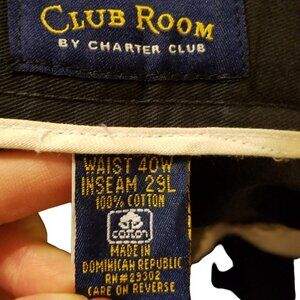 CLUB ROOM
BY CHARTER CLUB
WAIST 40W
INSEAM 29L
100% COTTON
cotton
MADE IN
DOMINICAN REPUBLIC
RN#29302
CARE ON REVERSE